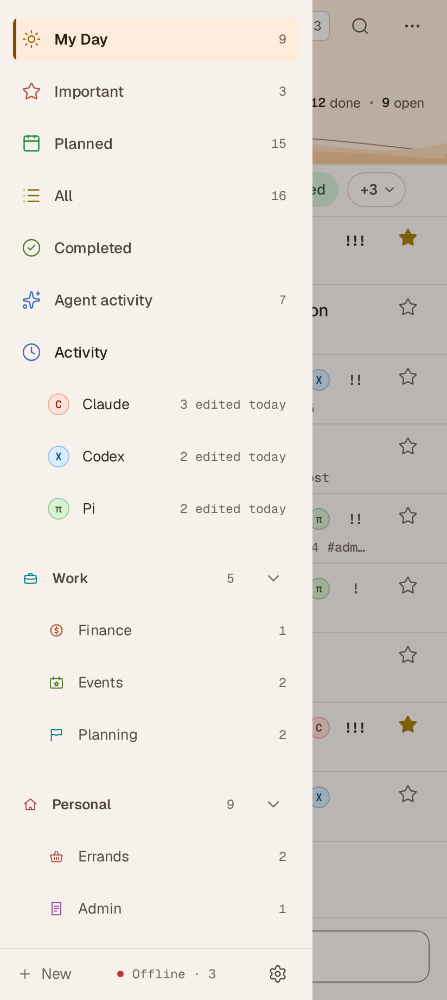 My Day 9
Important 3
Planned 15
All 16
Completed
Agent activity 7
Activity
C Claude 3 edited today
X Codex 2 edited today
π Pi 2 edited today
Work 5
Finance 1
Events 2
Planning 2
Personal 9
Errands 2
Admin 1
+ New
Offline · 3
3
12 done • 9 open
ed
+3
!!!
on
X !!
ost
π !!
4 #adm…
π !
C !!!
X